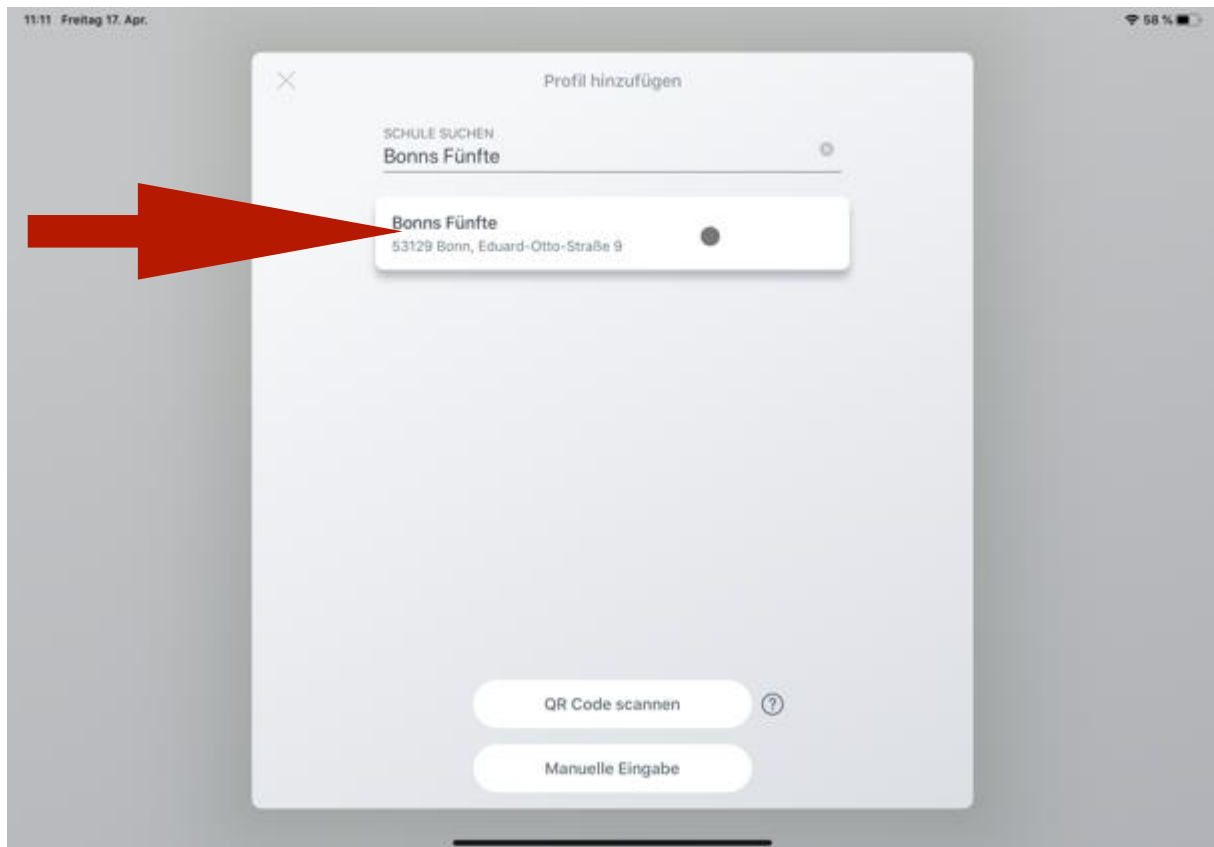 11:11 Freitag 17. Apr.
58 %
Profil hinzufügen
SCHULE SUCHEN
Bonns Fünfte
Bonns Fünfte
53129 Bonn, Eduard-Otto-Straße 9
QR Code scannen
?
Manuelle Eingabe